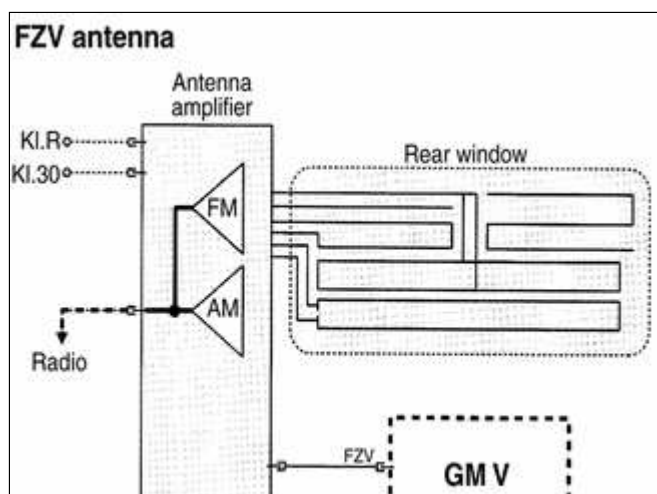 FZV antenna
Antenna
amplifier
Kl.R
Kl.30
Rear window
FM
AM
Radio
FZV
GM V